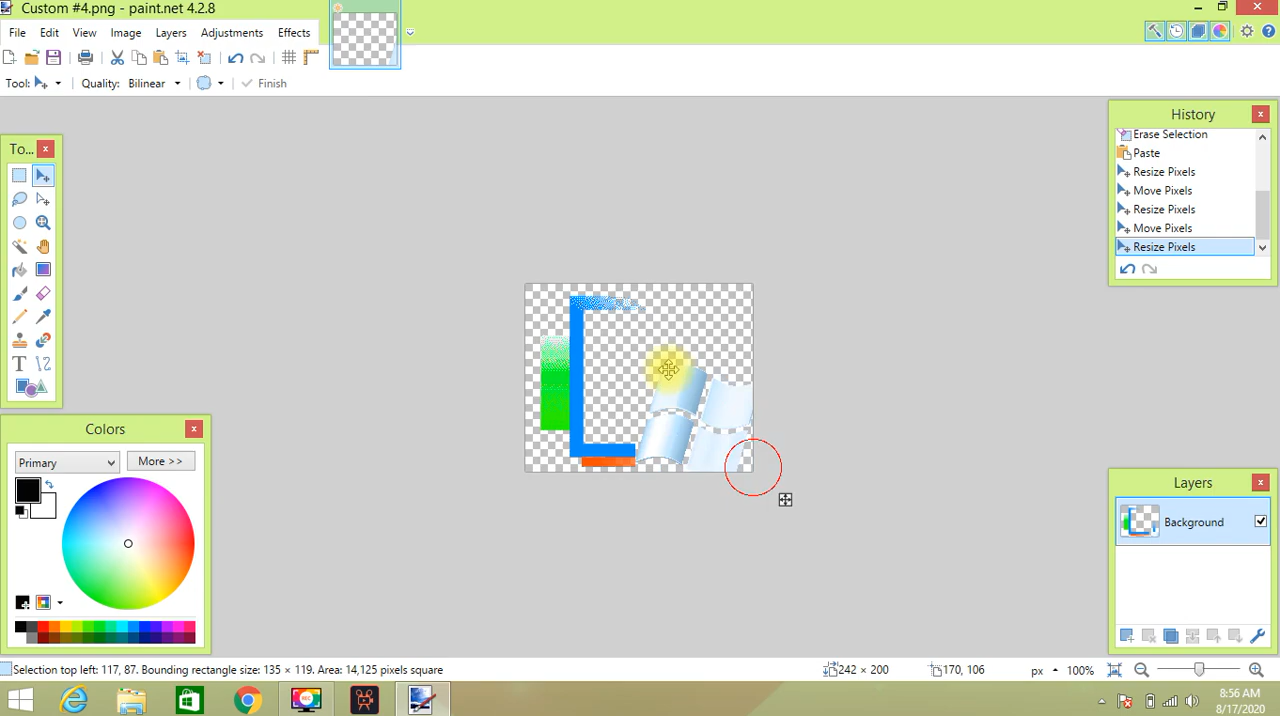 Custom #4.png - paint.net 4.2.8
File Edit View Image Layers Adjustments Effects
Tool: Quality: Bilinear Finish
To...
History
Erase Selection
Paste
Resize Pixels
Move Pixels
Resize Pixels
Move Pixels
Resize Pixels
Colors
Primary
More >>
Layers
Background
Selection top left: 117, 87. Bounding rectangle size: 135 × 119. Area: 14,125 pixels square
242 × 200
170, 106
px
100%
REC
8:56 AM
8/17/2020